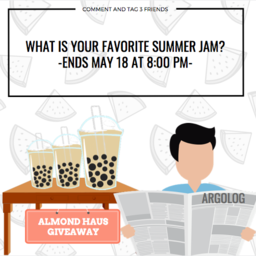 COMMENT AND TAG 3 FRIENDS
WHAT IS YOUR FAVORITE SUMMER JAM?
-ENDS MAY 18 AT 8:00 PM-
ARGOLOG
ALMOND HAUS
GIVEAWAY